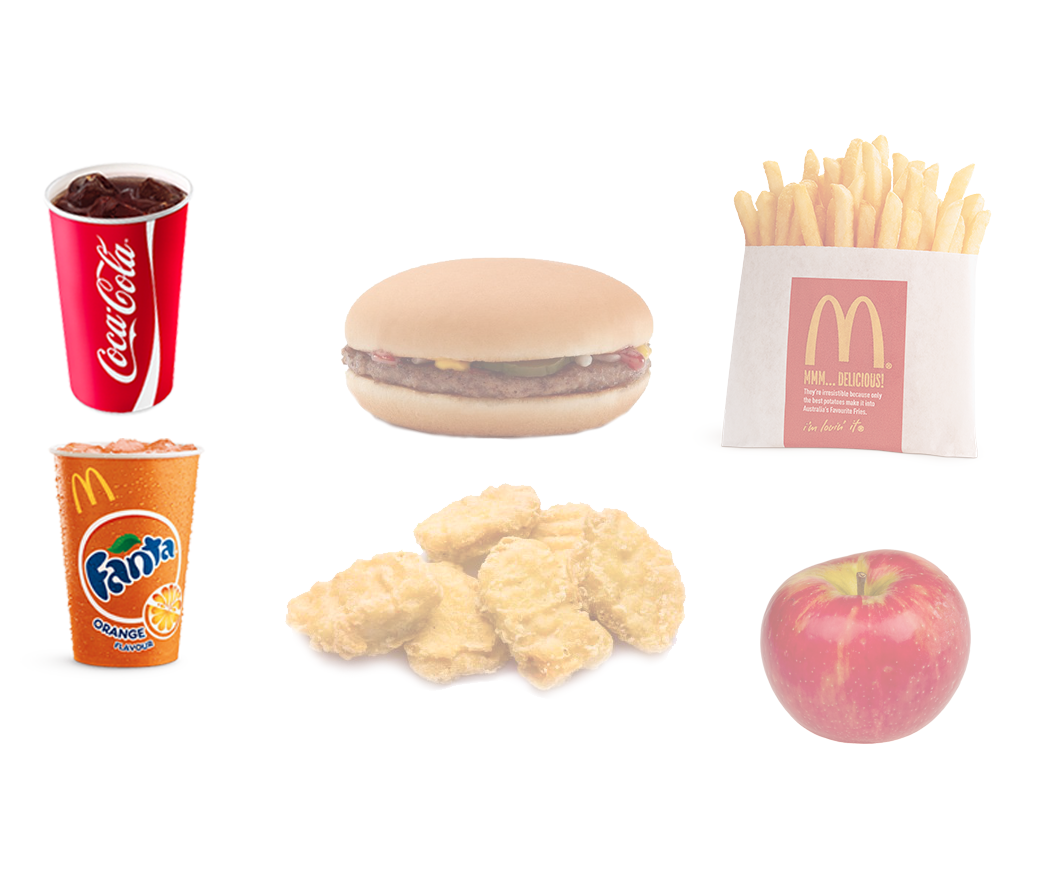 Coca-Cola
M
Fanta
ORANGE
FLAVOUR
M
MMM... DELICIOUS!
They're irresistible because only
the best potatoes make it into
Australia's Favourite Fries.
i'm lovin' it